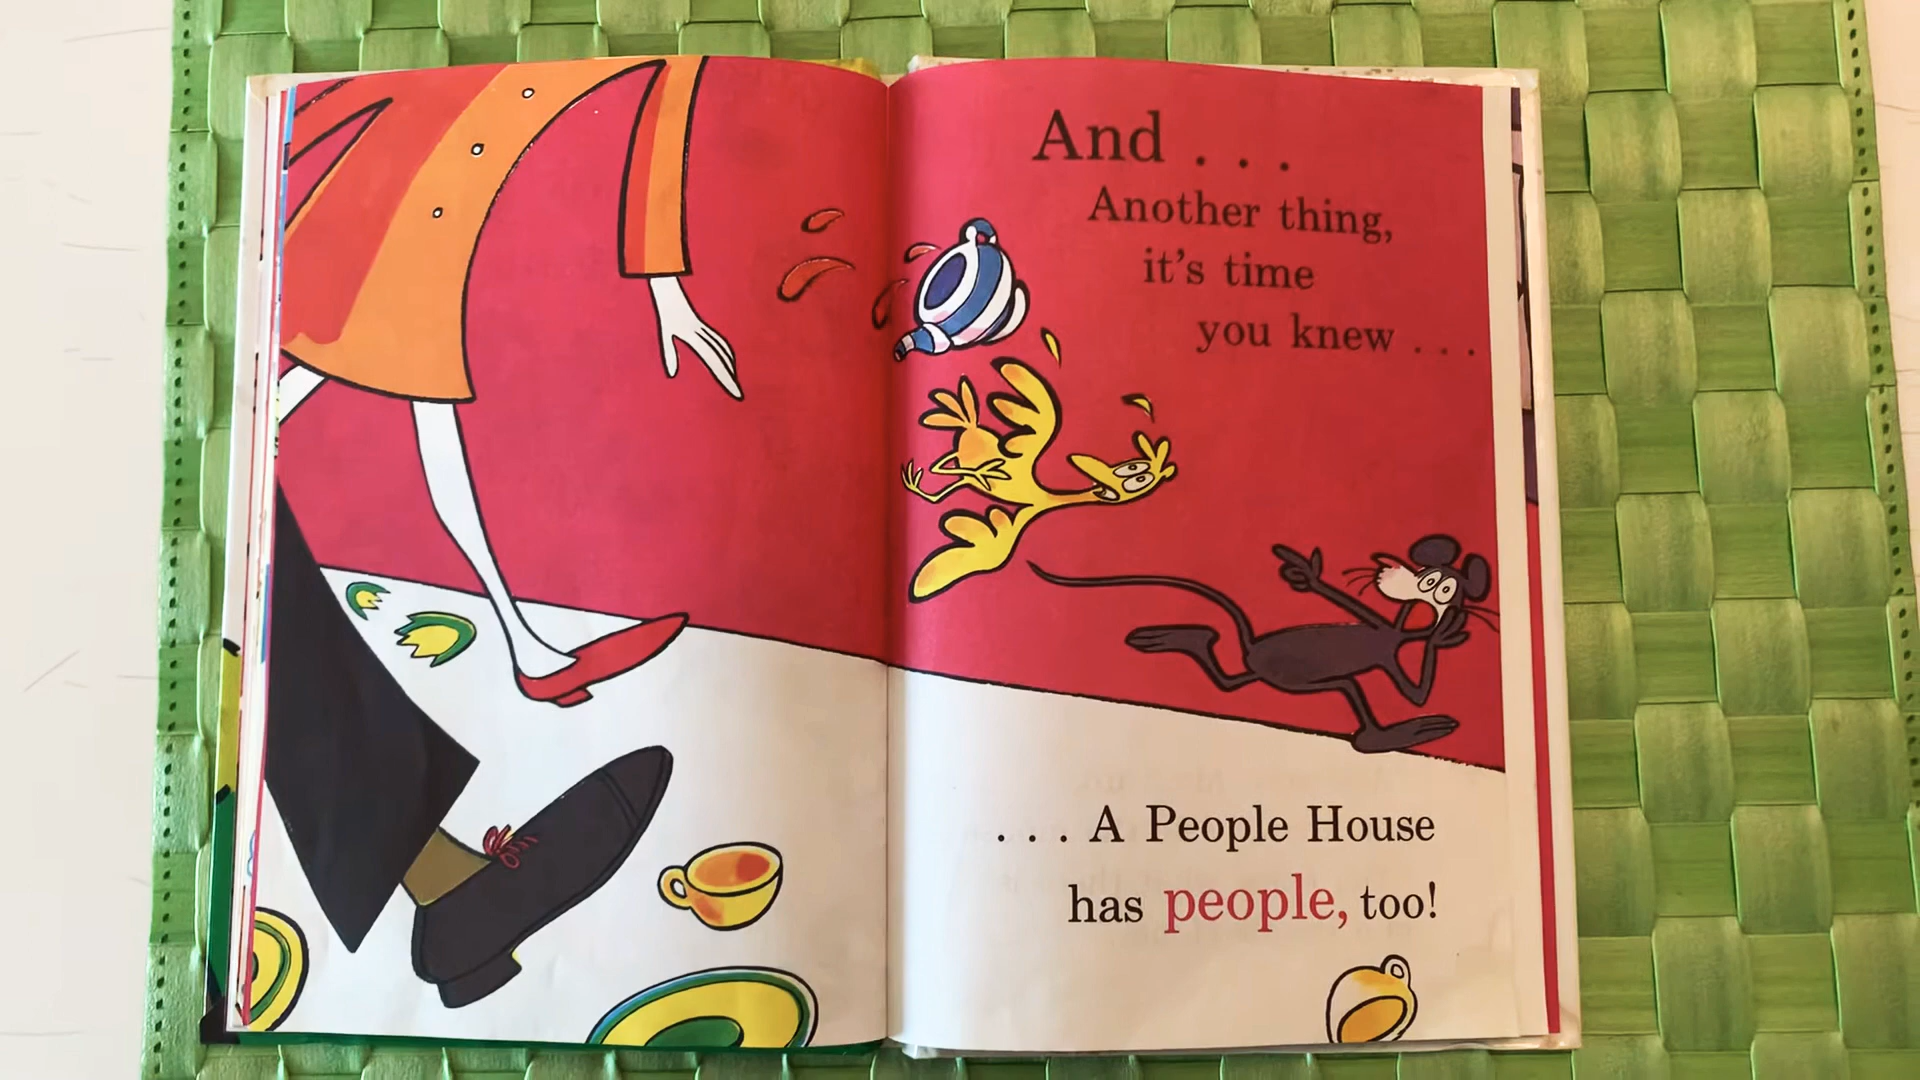 And . . .
Another thing,
it's time
you knew . . .
. . . A People House
has people, too!